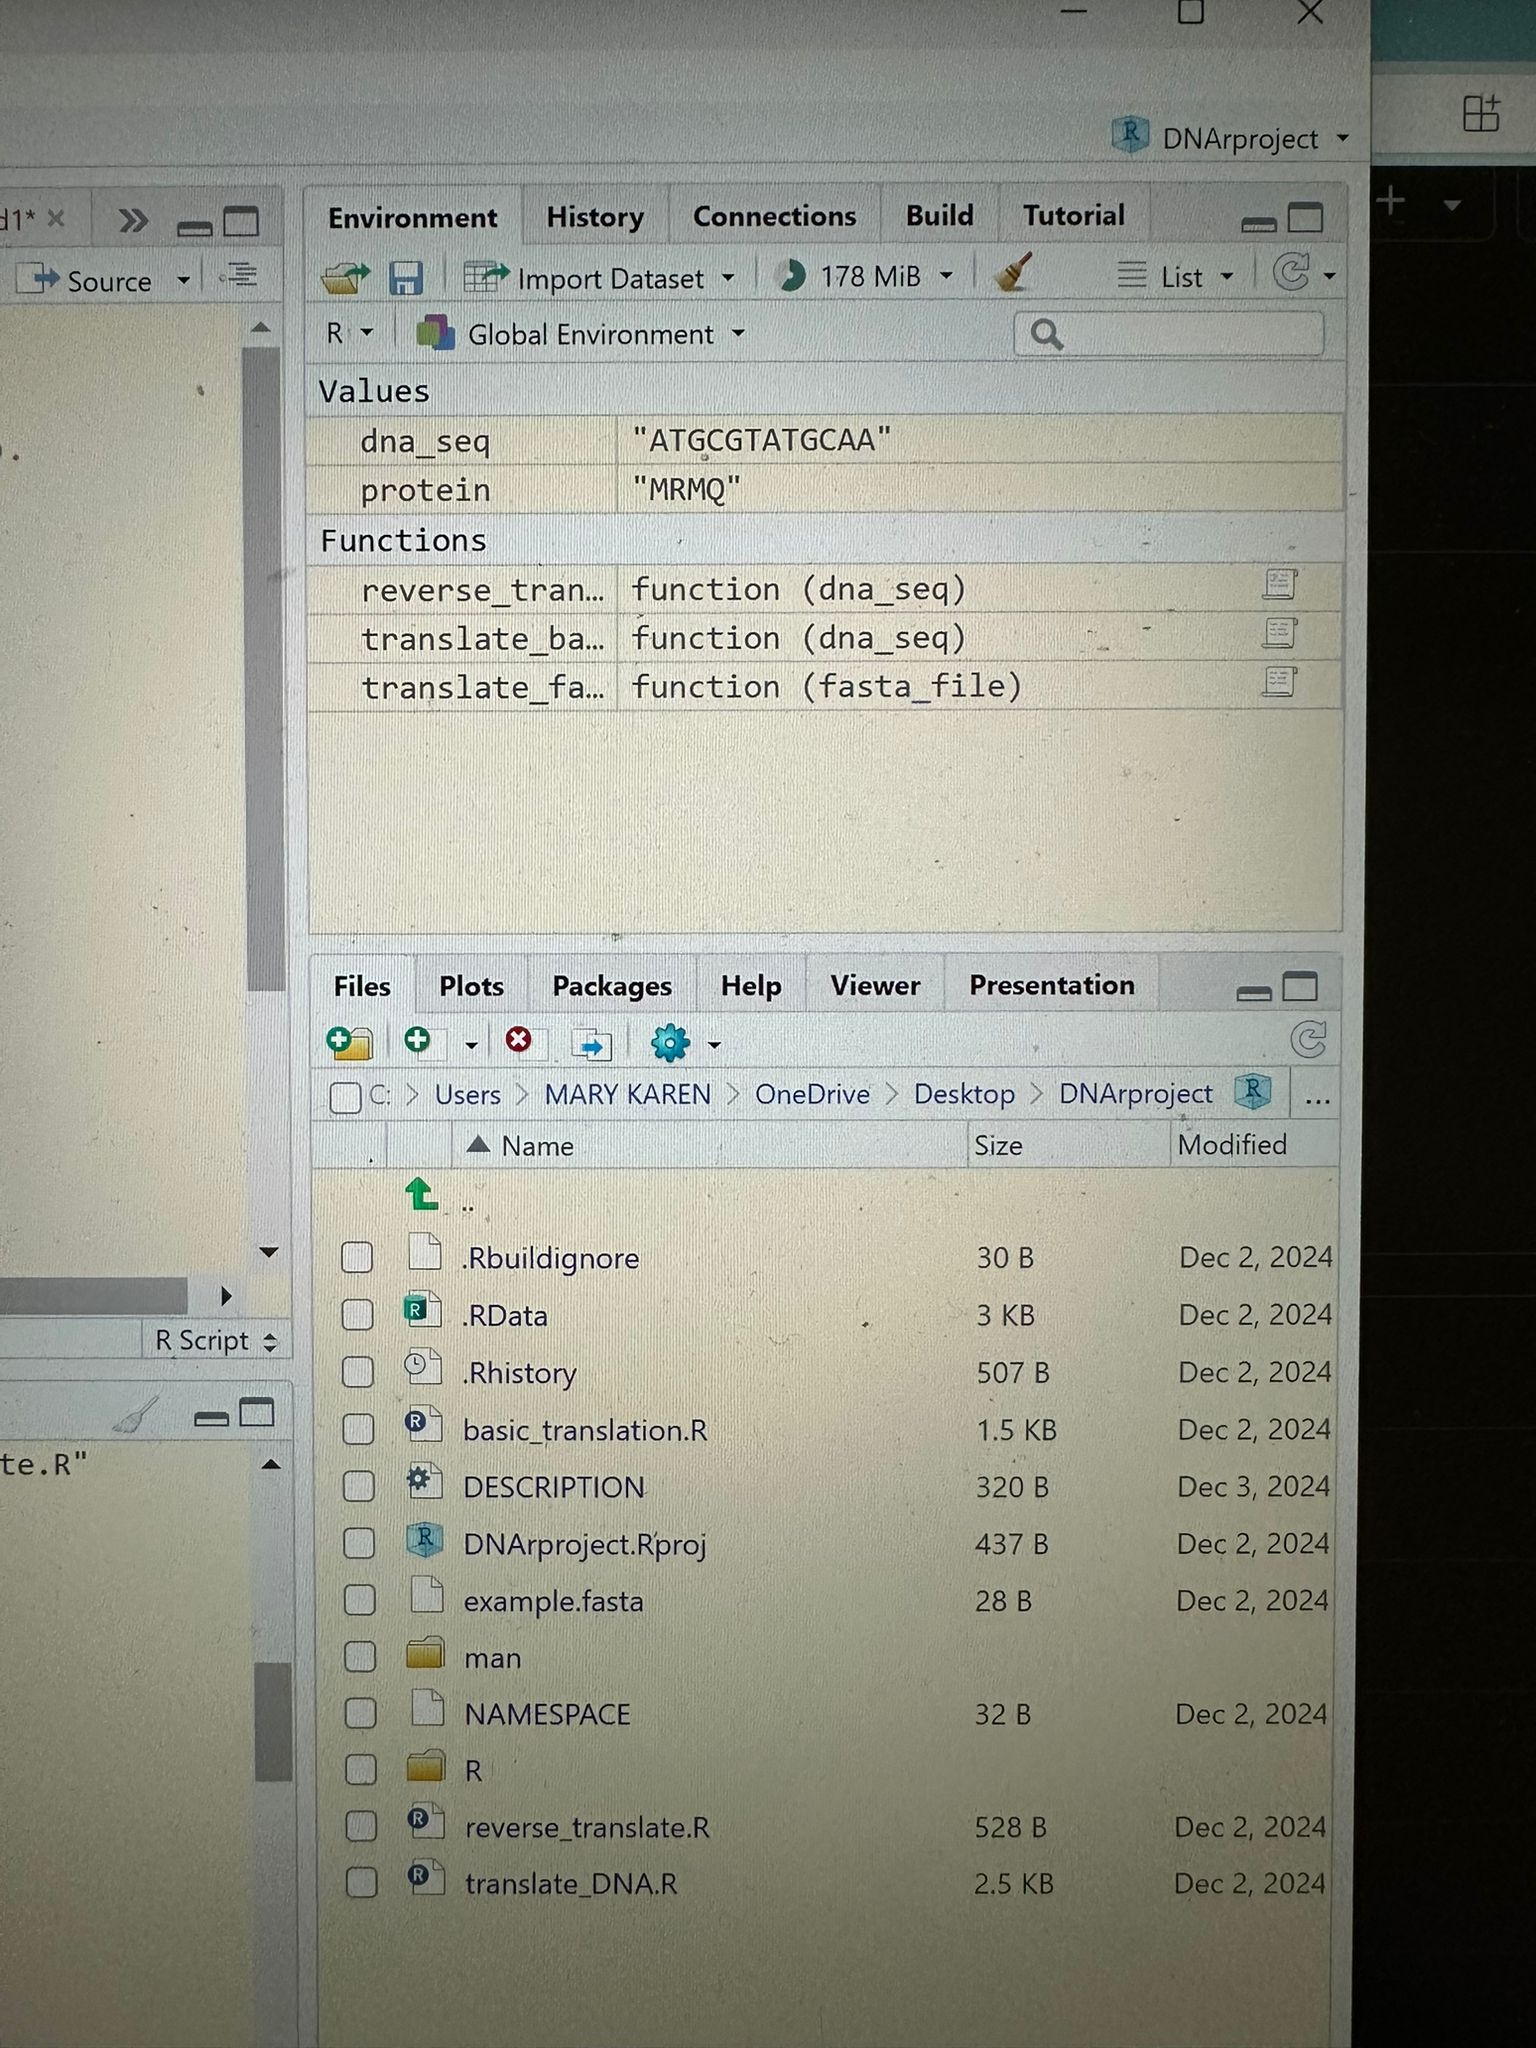 DNArproject
d1*
Environment History Connections Build Tutorial
Source
Import Dataset 178 MiB List
R Global Environment
Values
dna_seq "ATGCGTATGCAA"
protein "MRMQ"
Functions
reverse_tran… function (dna_seq)
translate_ba… function (dna_seq)
translate_fa… function (fasta_file)
Files Plots Packages Help Viewer Presentation
C: > Users > MARY KAREN > OneDrive > Desktop > DNArproject ...
Name Size Modified
..
.Rbuildignore 30 B Dec 2, 2024
.RData 3 KB Dec 2, 2024
R Script
.Rhistory 507 B Dec 2, 2024
basic_translation.R 1.5 KB Dec 2, 2024
te.R"
DESCRIPTION 320 B Dec 3, 2024
DNArproject.Rproj 437 B Dec 2, 2024
example.fasta 28 B Dec 2, 2024
man
NAMESPACE 32 B Dec 2, 2024
R
reverse_translate.R 528 B Dec 2, 2024
translate_DNA.R 2.5 KB Dec 2, 2024